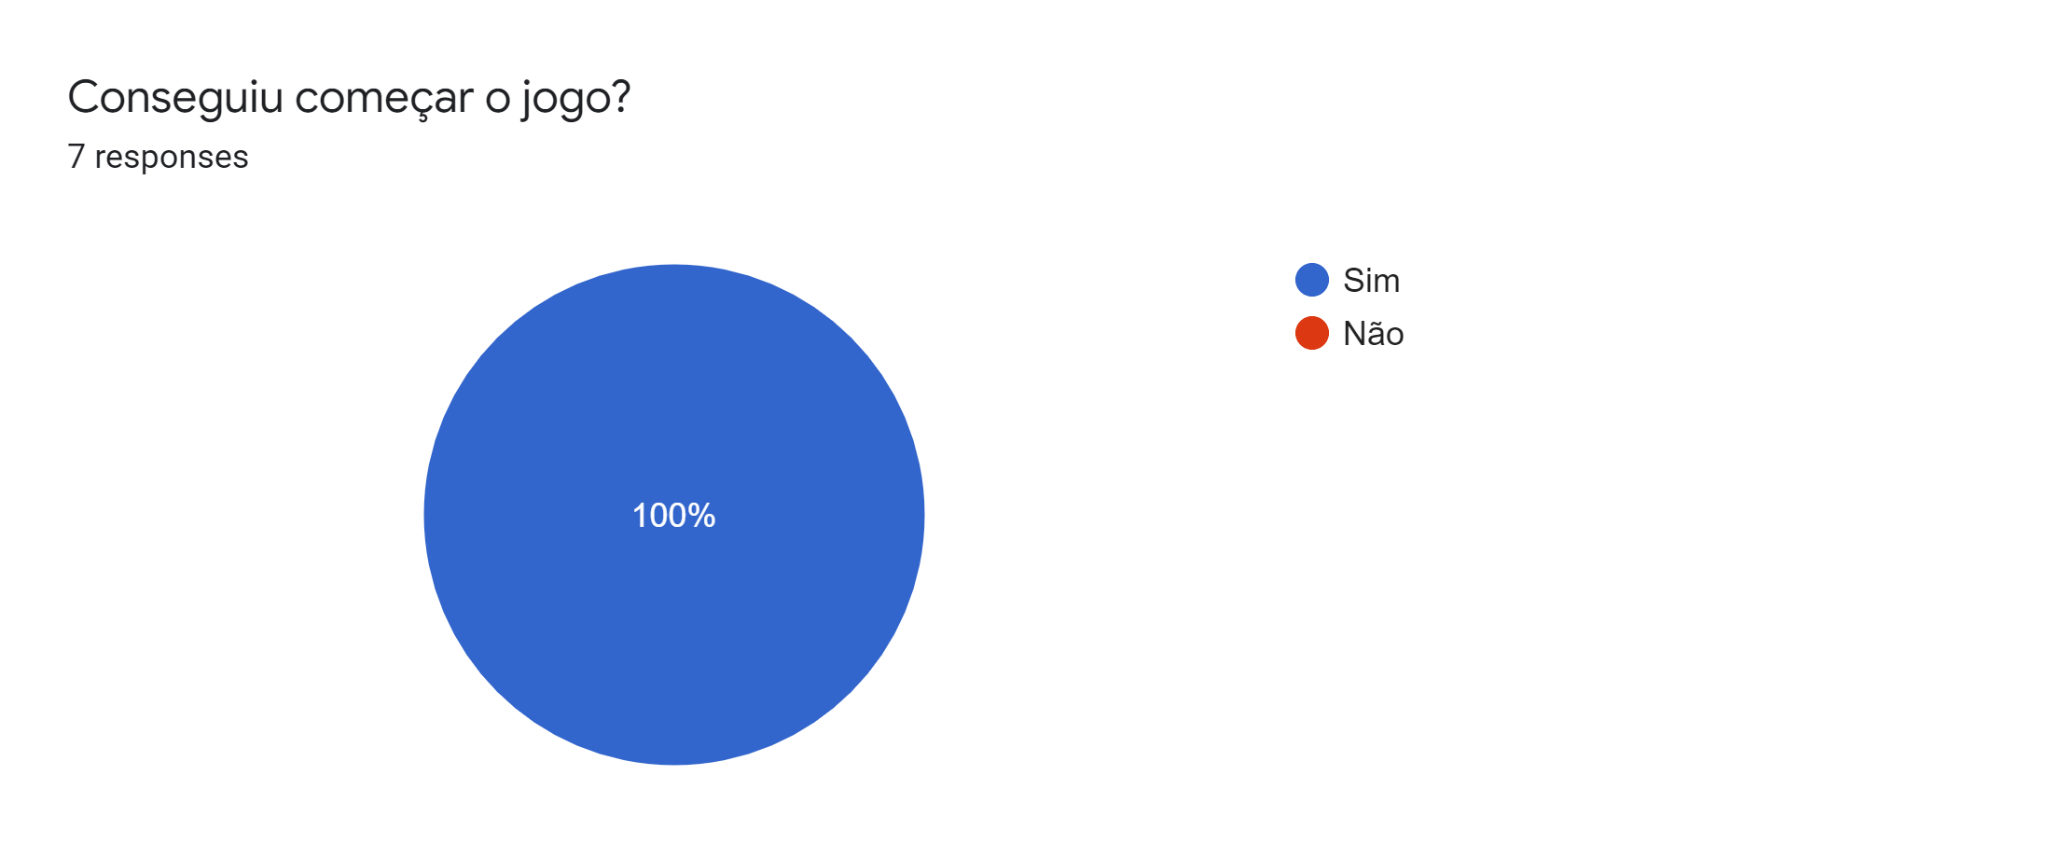 Conseguiu começar o jogo?
7 responses
Sim
Não
100%